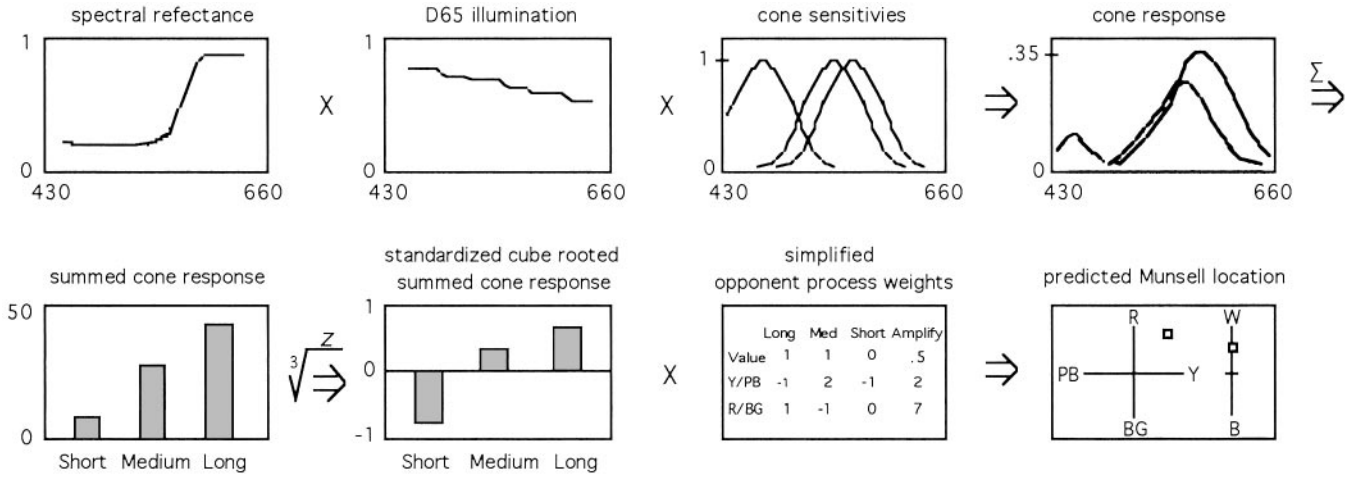 spectral refectance
D65 illumination
cone sensitivies
cone response
1
0
430 660
X
1
0
430 660
X
1
0
430 660
⇒
.35
0
430 660
Σ
⇒
summed cone response
50
0
Short Medium Long
3√z
⇒
standardized cube rooted
summed cone response
1
0
-1
Short Medium Long
X
simplified
opponent process weights
Long Med Short Amplify
Value 1 1 0 .5
Y/PB -1 2 -1 2
R/BG 1 -1 0 7
⇒
predicted Munsell location
R W
PB Y
BG B